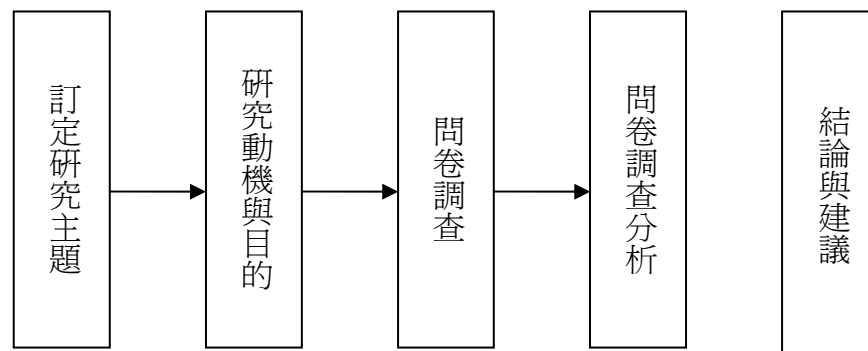 訂定研究主題
研究動機與目的
問卷調查
問卷調查分析
結論與建議